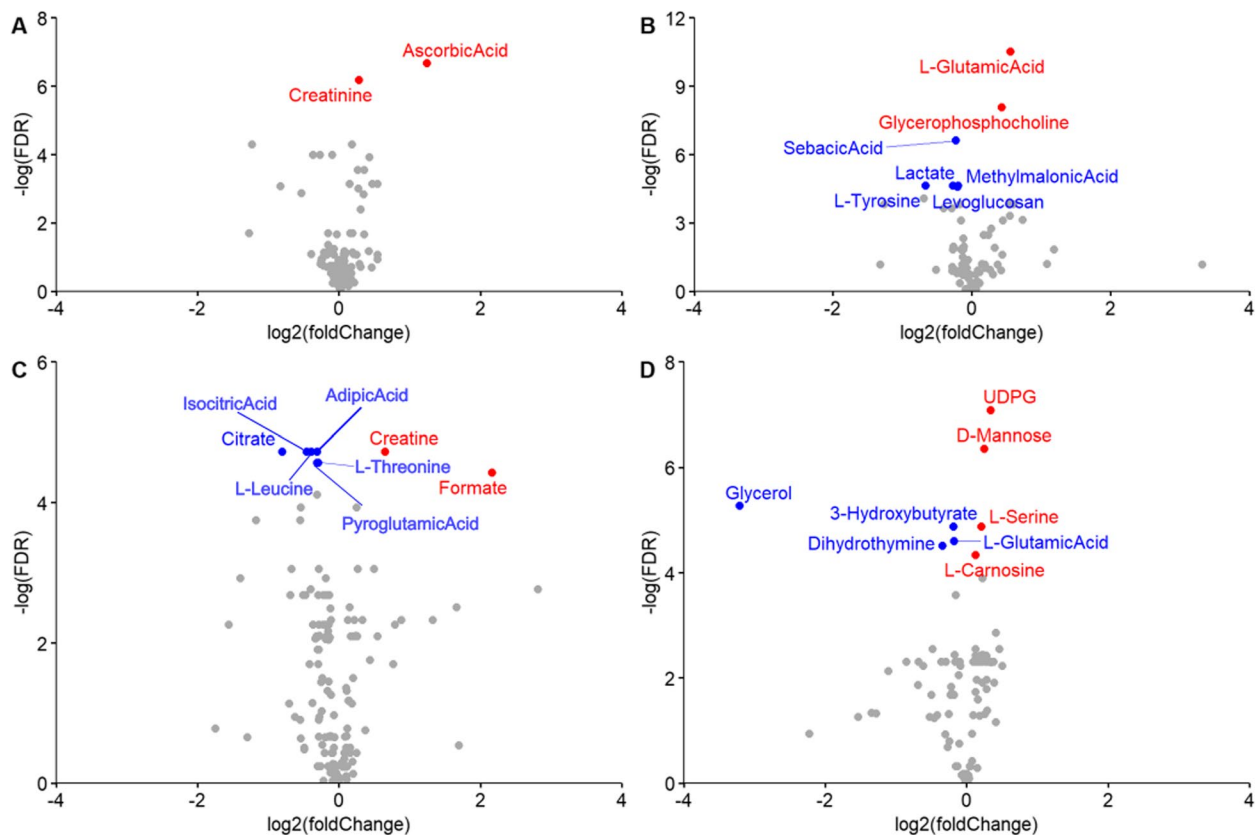 A
8
6
4
2
0
-log(FDR)
AscorbicAcid
Creatinine
-4
-2
0
2
4
log2(foldChange)
B
12
9
6
3
0
-log(FDR)
L-GlutamicAcid
Glycerophosphocholine
SebacicAcid
Lactate
MethylmalonicAcid
L-Tyrosine
Levoglucosan
-4
-2
0
2
4
log2(foldChange)
C
6
4
2
0
-log(FDR)
AdipicAcid
IsocitricAcid
Citrate
Creatine
L-Threonine
L-Leucine
Formate
PyroglutamicAcid
-4
-2
0
2
4
log2(foldChange)
D
8
6
4
2
0
-log(FDR)
UDPG
D-Mannose
Glycerol
3-Hydroxybutyrate
L-Serine
Dihydrothymine
L-GlutamicAcid
L-Carnosine
-4
-2
0
2
4
log2(foldChange)